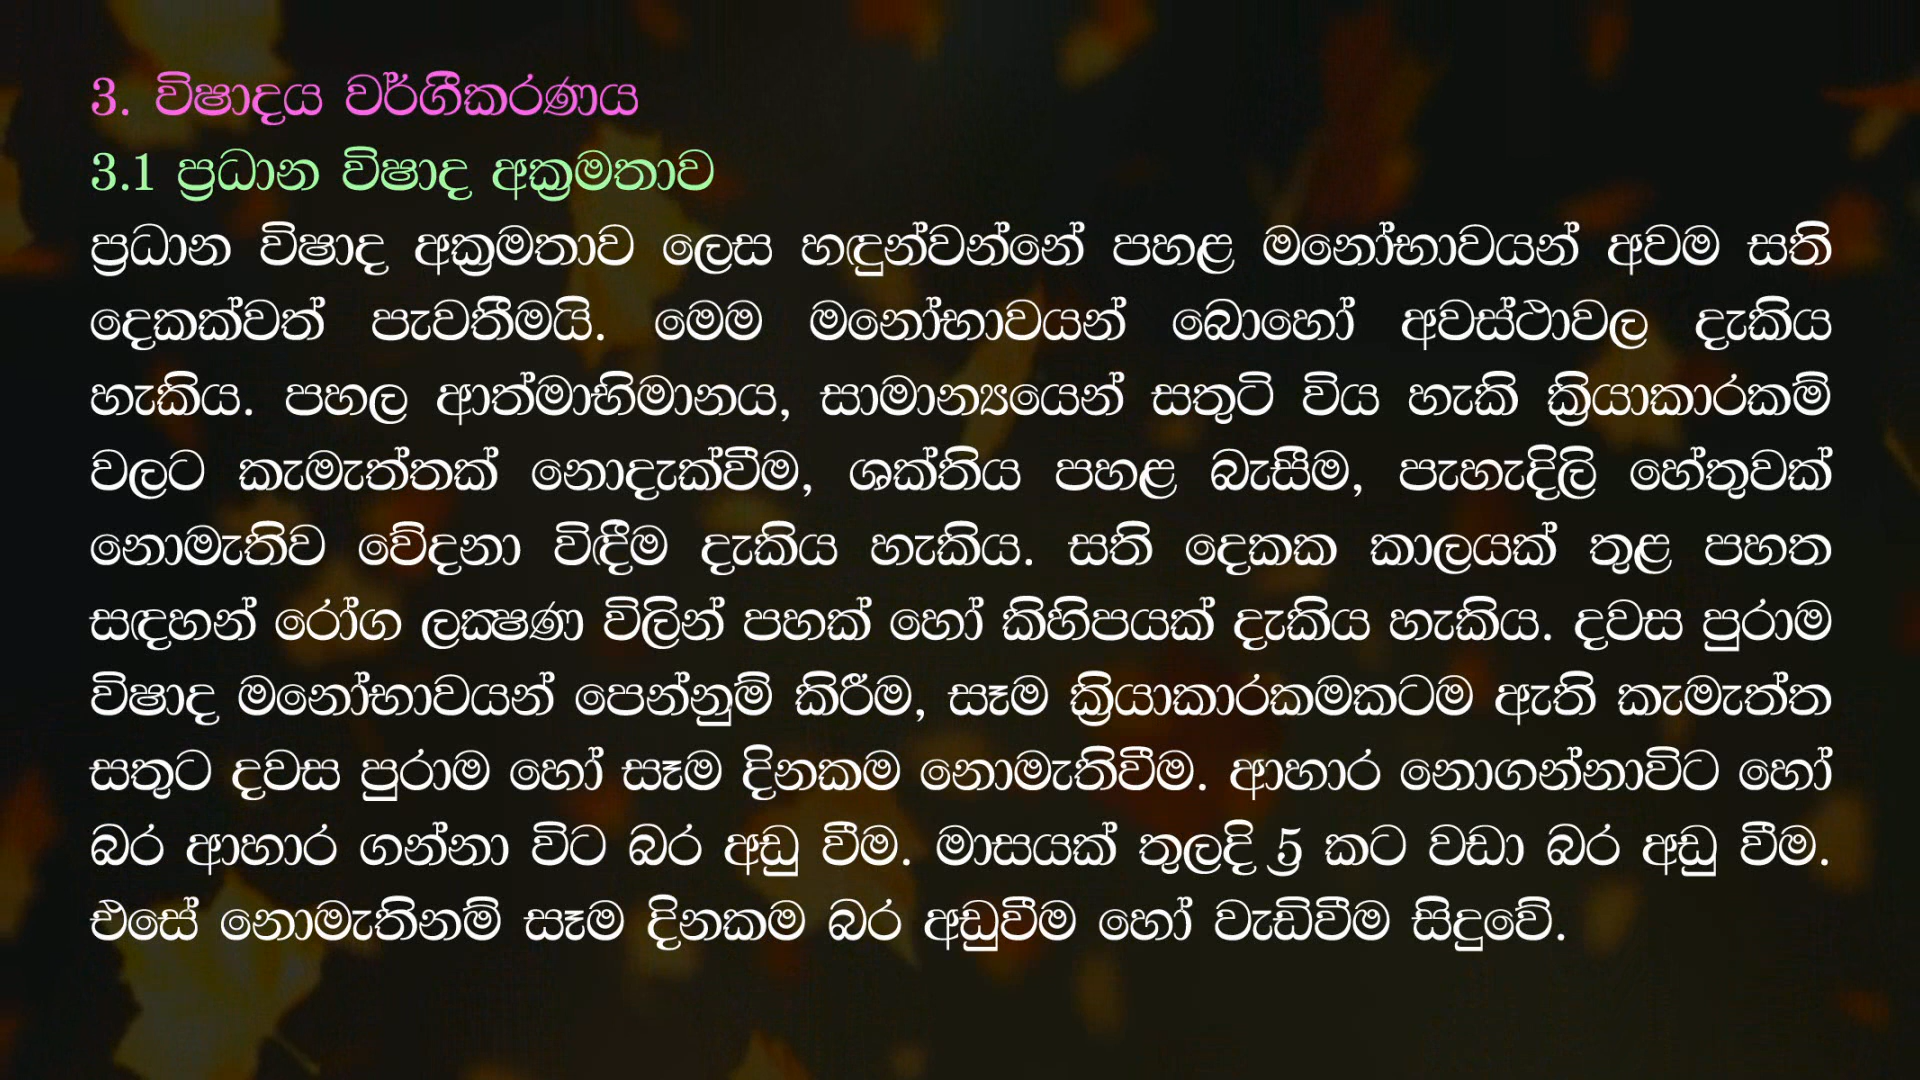 3. විෂාදය වර්ගීකරණය
3.1 ප්‍රධාන විෂාද අක්‍රමතාව
ප්‍රධාන විෂාද අක්‍රමතාව ලෙස හඳුන්වන්නේ පහළ මනෝභාවයන් අවම සති
දෙකක්වත් පැවතීමයි. මෙම මනෝභාවයන් බොහෝ අවස්ථාවල දැකිය
හැකිය. පහල ආත්මාභිමානය, සාමාන්‍යයෙන් සතුටි විය හැකි ක්‍රියාකාරකම්
වලට කැමැත්තක් නොදැක්වීම, ශක්තිය පහළ බැසීම, පැහැදිලි හේතුවක්
නොමැතිව වේදනා විඳීම දැකිය හැකිය. සති දෙකක කාලයක් තුළ පහත
සඳහන් රෝග ලක්‍ෂණ විලින් පහක් හෝ කිහිපයක් දැකිය හැකිය. දවස පුරාම
විෂාද මනෝභාවයන් පෙන්නුම් කිරීම, සෑම ක්‍රියාකාරකමකටම ඇති කැමැත්ත
සතුට දවස පුරාම හෝ සෑම දිනකම නොමැතිවීම. ආහාර නොගන්නාවිට හෝ
බර ආහාර ගන්නා විට බර අඩු වීම. මාසයක් තුලදි 5්‍ර කට වඩා බර අඩු වීම.
එසේ නොමැතිනම් සෑම දිනකම බර අඩුවීම හෝ වැඩිවීම සිදුවේ.